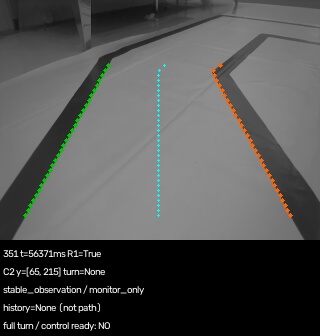 351 t=56371ms R1=True
C2 y=[65, 215] turn=None
stable_observation / monitor_only
history=None (not path)
full turn / control ready: NO